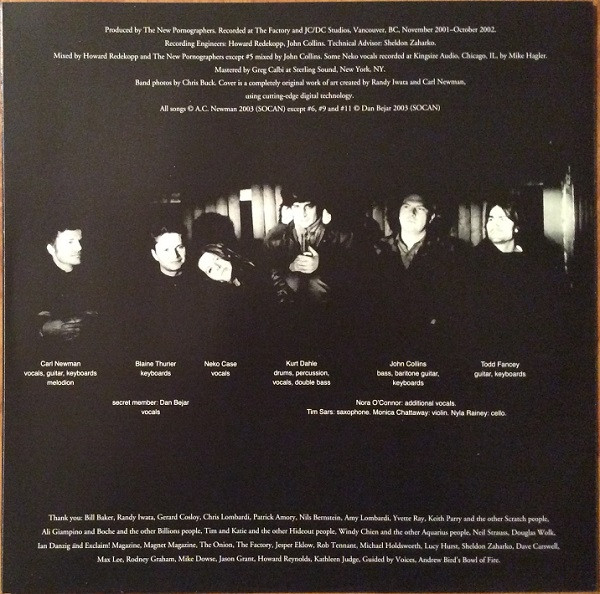 Produced by The New Pornographers. Recorded at The Factory and JC/DC Studios, Vancouver, BC, November 2001–October 2002.
Recording Engineers: Howard Redekopp, John Collins. Technical Advisor: Sheldon Zaharko.
Mixed by Howard Redekopp and The New Pornographers except #5 mixed by John Collins. Some Neko vocals recorded at Kingsize Audio, Chicago, IL, by Mike Hagler.
Mastered by Greg Calbi at Sterling Sound, New York, NY.
Band photos by Chris Buck. Cover is a completely original work of art created by Randy Iwata and Carl Newman,
using cutting-edge digital technology.
All songs © A.C. Newman 2003 (SOCAN) except #6, #9 and #11 © Dan Bejar 2003 (SOCAN)
Carl Newman
vocals, guitar, keyboards
melodion
Blaine Thurier
keyboards
Neko Case
vocals
Kurt Dahle
drums, percussion,
vocals, double bass
John Collins
bass, baritone guitar,
keyboards
Todd Fancey
guitar, keyboards
secret member: Dan Bejar
vocals
Nora O'Connor: additional vocals.
Tim Sars: saxophone. Monica Chattaway: violin. Nyla Rainey: cello.
Thank you: Bill Baker, Randy Iwata, Gerard Cosloy, Chris Lombardi, Patrick Amory, Nils Bernstein, Amy Lombardi, Yvette Ray, Keith Parry and the other Scratch people,
Ali Giampino and Boche and the other Billions people, Tim and Katie and the other Hideout people, Windy Chien and the other Aquarius people, Neil Strauss, Douglas Wolk,
Ian Danzig and Exclaim! Magazine, Magnet Magazine, The Onion, The Factory, Jesper Eklow, Rob Tennant, Michael Holdsworth, Lucy Hurst, Sheldon Zaharko, Dave Carswell,
Max Lee, Rodney Graham, Mike Dowse, Jason Grant, Howard Reynolds, Kathleen Judge, Guided by Voices, Andrew Bird's Bowl of Fire.